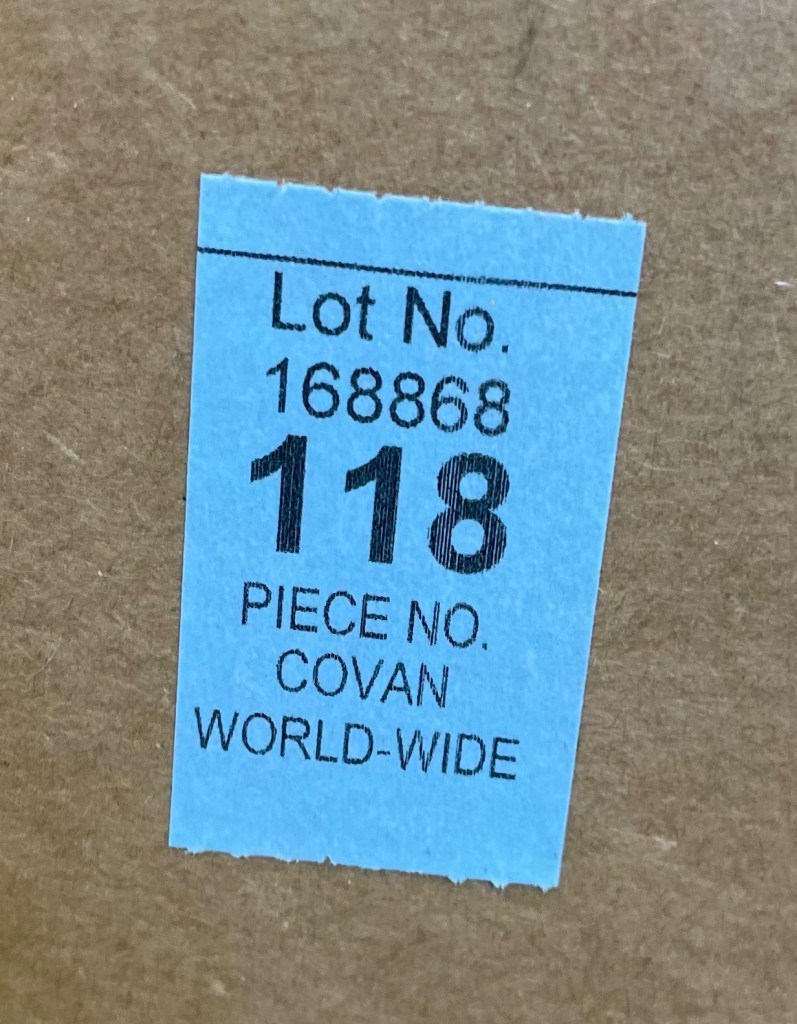 Lot No.
168868
118
PIECE NO.
COVAN
WORLD-WIDE